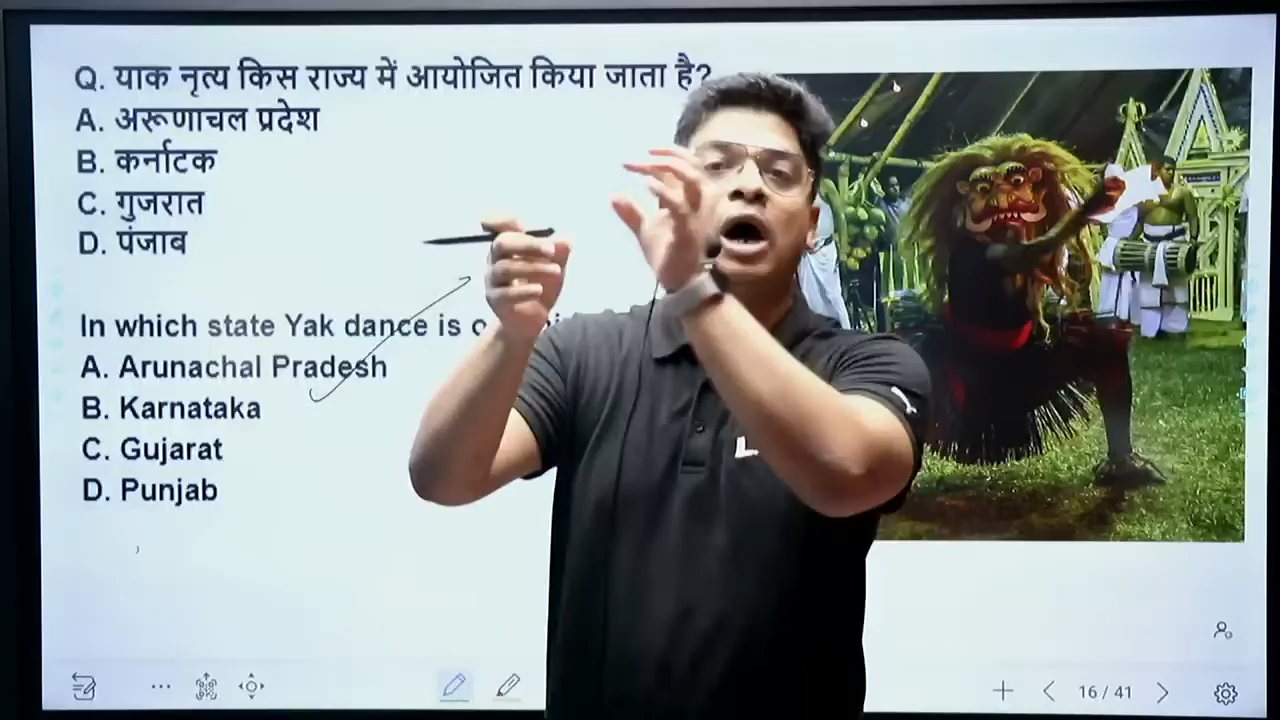 Q. याक नृत्य किस राज्य में आयोजित किया जाता है?
A. अरूणाचल प्रदेश
B. कर्नाटक
C. गुजरात
D. पंजाब
In which state Yak dance is
A. Arunachal Pradesh
B. Karnataka
C. Gujarat
D. Punjab
16 / 41